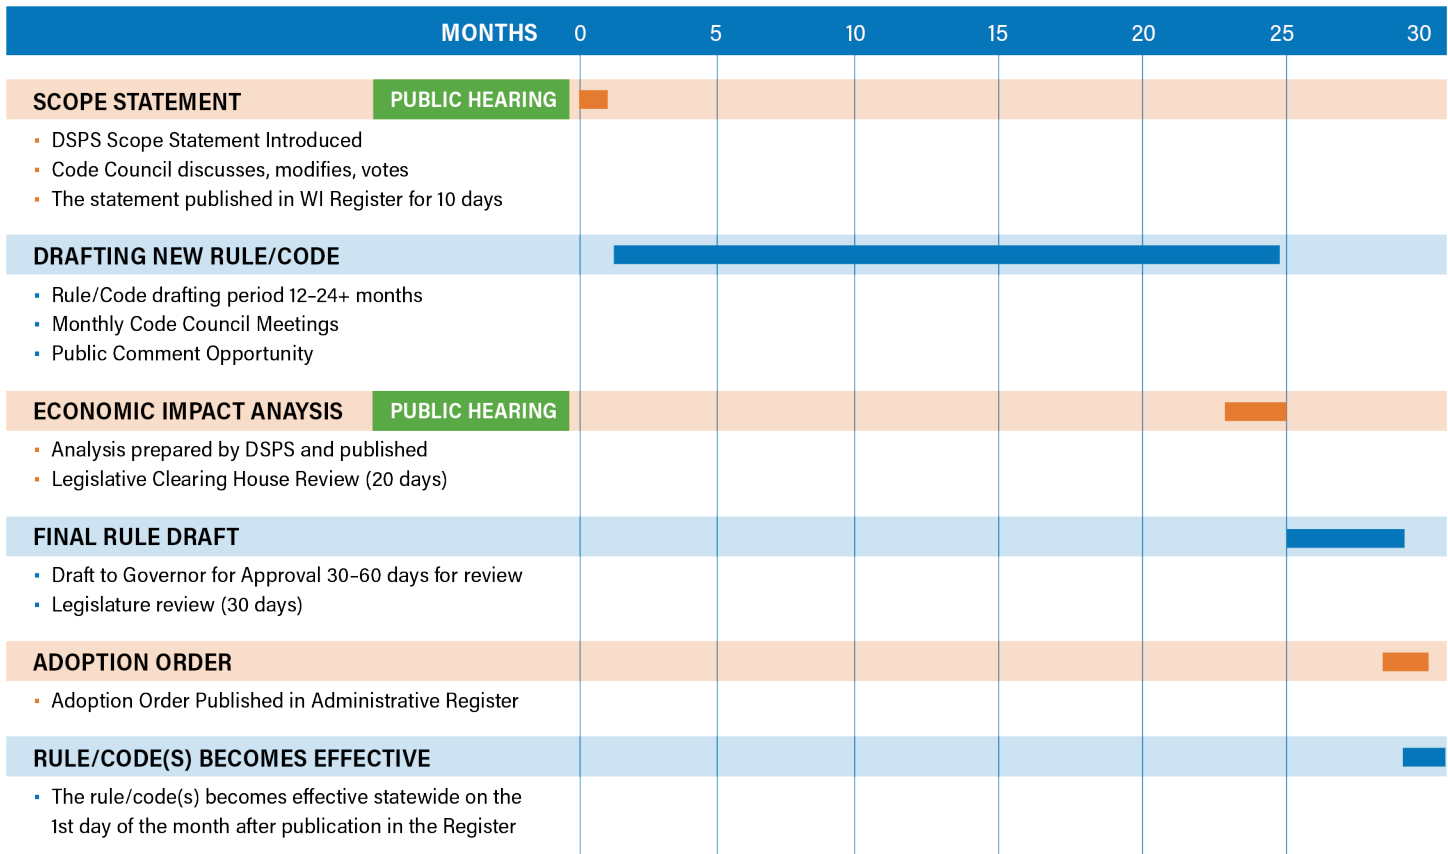 MONTHS 0 5 10 15 20 25 30
SCOPE STATEMENT PUBLIC HEARING
▪ DSPS Scope Statement Introduced
▪ Code Council discusses, modifies, votes
▪ The statement published in WI Register for 10 days
DRAFTING NEW RULE/CODE
▪ Rule/Code drafting period 12–24+ months
▪ Monthly Code Council Meetings
▪ Public Comment Opportunity
ECONOMIC IMPACT ANAYSIS PUBLIC HEARING
▪ Analysis prepared by DSPS and published
▪ Legislative Clearing House Review (20 days)
FINAL RULE DRAFT
▪ Draft to Governor for Approval 30–60 days for review
▪ Legislature review (30 days)
ADOPTION ORDER
▪ Adoption Order Published in Administrative Register
RULE/CODE(S) BECOMES EFFECTIVE
▪ The rule/code(s) becomes effective statewide on the
1st day of the month after publication in the Register